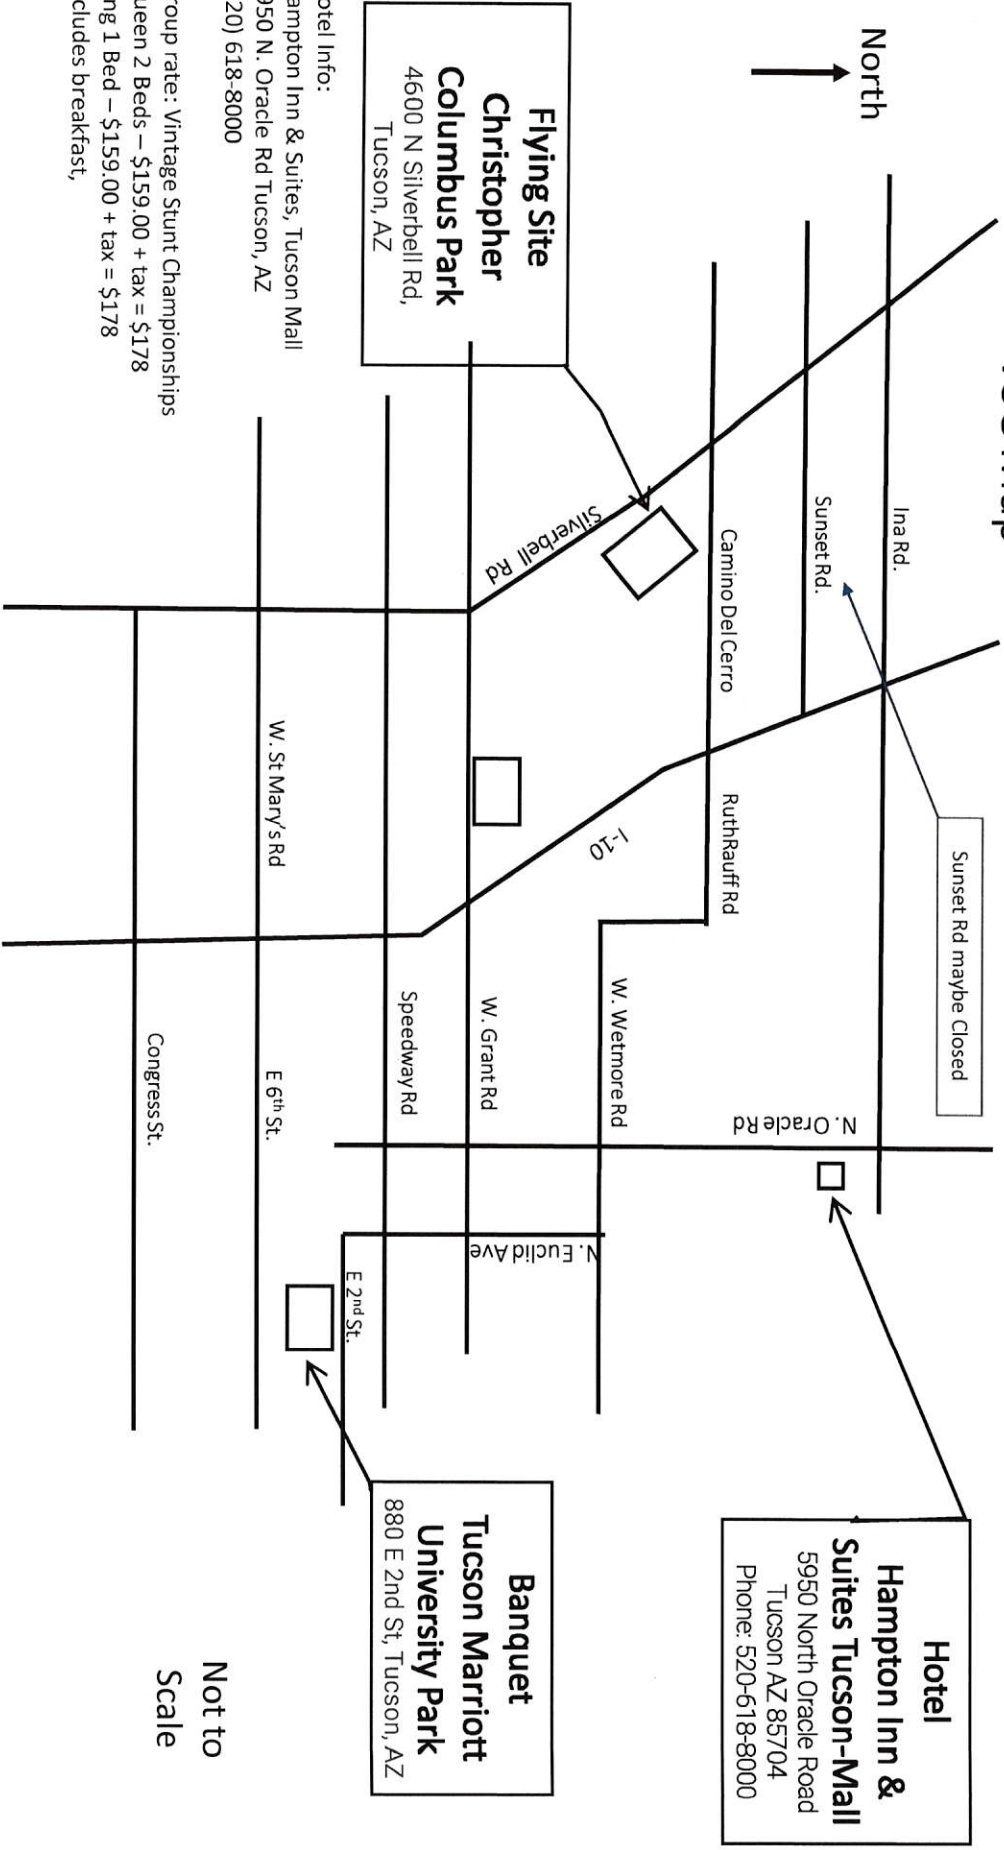 North
Ina Rd.
Sunset Rd.
Sunset Rd maybe Closed
Camino Del Cerro
RuthRauff Rd
N. Oracle Rd
Hotel
Hampton Inn &
Suites Tucson-Mall
5950 North Oracle Road
Tucson AZ 85704
Phone: 520-618-8000
Flying Site
Christopher
Columbus Park
4600 N Silverbell Rd,
Tucson, AZ
Silverbell Rd
I-10
W. Wetmore Rd
W. Grant Rd
N. Euclid Ave
Speedway Rd
E 2nd St.
Banquet
Tucson Marriott
University Park
880 E 2nd St, Tucson, AZ
W. St Mary's Rd
E 6th St.
Congress St.
Not to
Scale
otel Info:
ampton Inn & Suites, Tucson Mall
950 N. Oracle Rd Tucson, AZ
20) 618-8000
roup rate: Vintage Stunt Championships
ueen 2 Beds – $159.00 + tax = $178
ng 1 Bed – $159.00 + tax = $178
cludes breakfast,